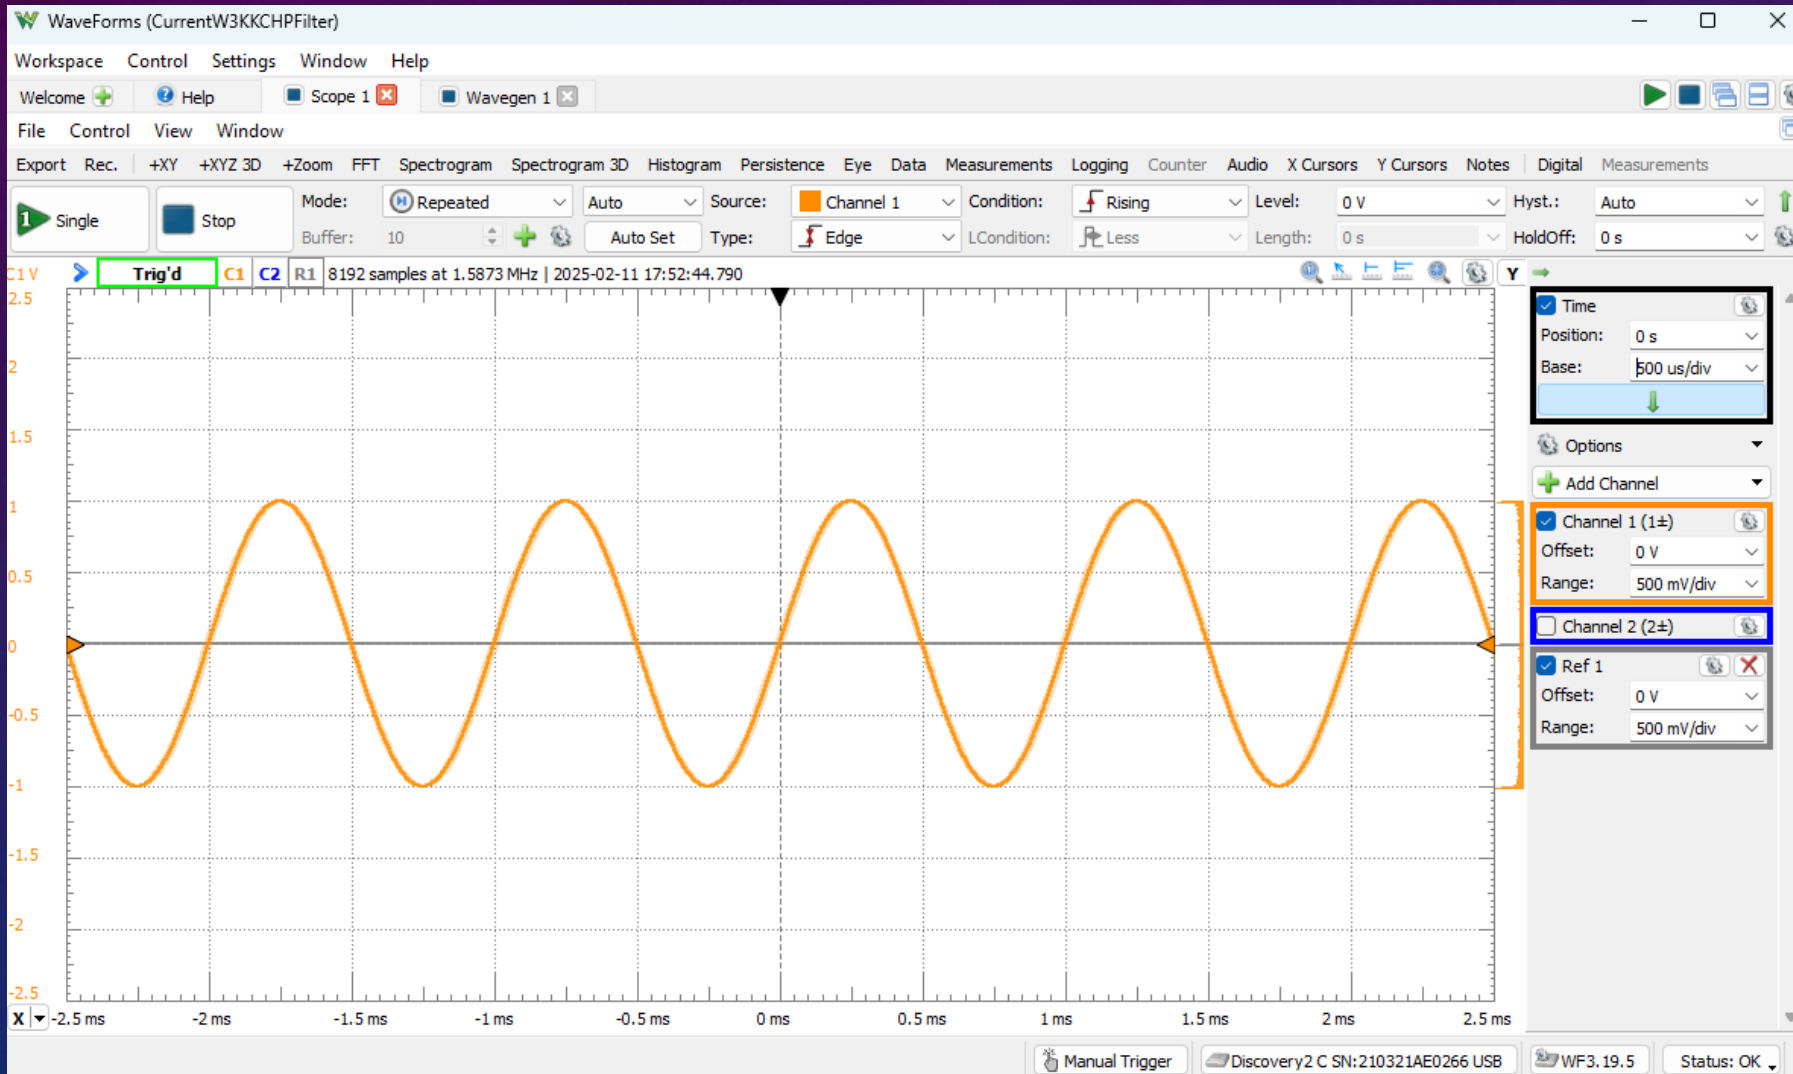 WaveForms (CurrentW3KKCHPFilter)
Workspace Control Settings Window Help
Welcome Help Scope 1 Wavegen 1
File Control View Window
Export Rec. +XY +XYZ 3D +Zoom FFT Spectrogram Spectrogram 3D Histogram Persistence Eye Data Measurements Logging Counter Audio X Cursors Y Cursors Notes Digital Measurements
1 Single Stop Mode: Repeated Auto Source: Channel 1 Condition: Rising Level: 0 V Hyst.: Auto
Buffer: 10 Auto Set Type: Edge LCondition: Less Length: 0 s HoldOff: 0 s
C1 V Trig'd C1 C2 R1 8192 samples at 1.5873 MHz | 2025-02-11 17:52:44.790 Y
2.5
2
1.5
1
0.5
0
-0.5
-1
-1.5
-2
-2.5
X -2.5 ms -2 ms -1.5 ms -1 ms -0.5 ms 0 ms 0.5 ms 1 ms 1.5 ms 2 ms 2.5 ms
Time
Position: 0 s
Base: 500 us/div
Options
Add Channel
Channel 1 (1±)
Offset: 0 V
Range: 500 mV/div
Channel 2 (2±)
Ref 1
Offset: 0 V
Range: 500 mV/div
Manual Trigger Discovery2 C SN:210321AE0266 USB WF3.19.5 Status: OK